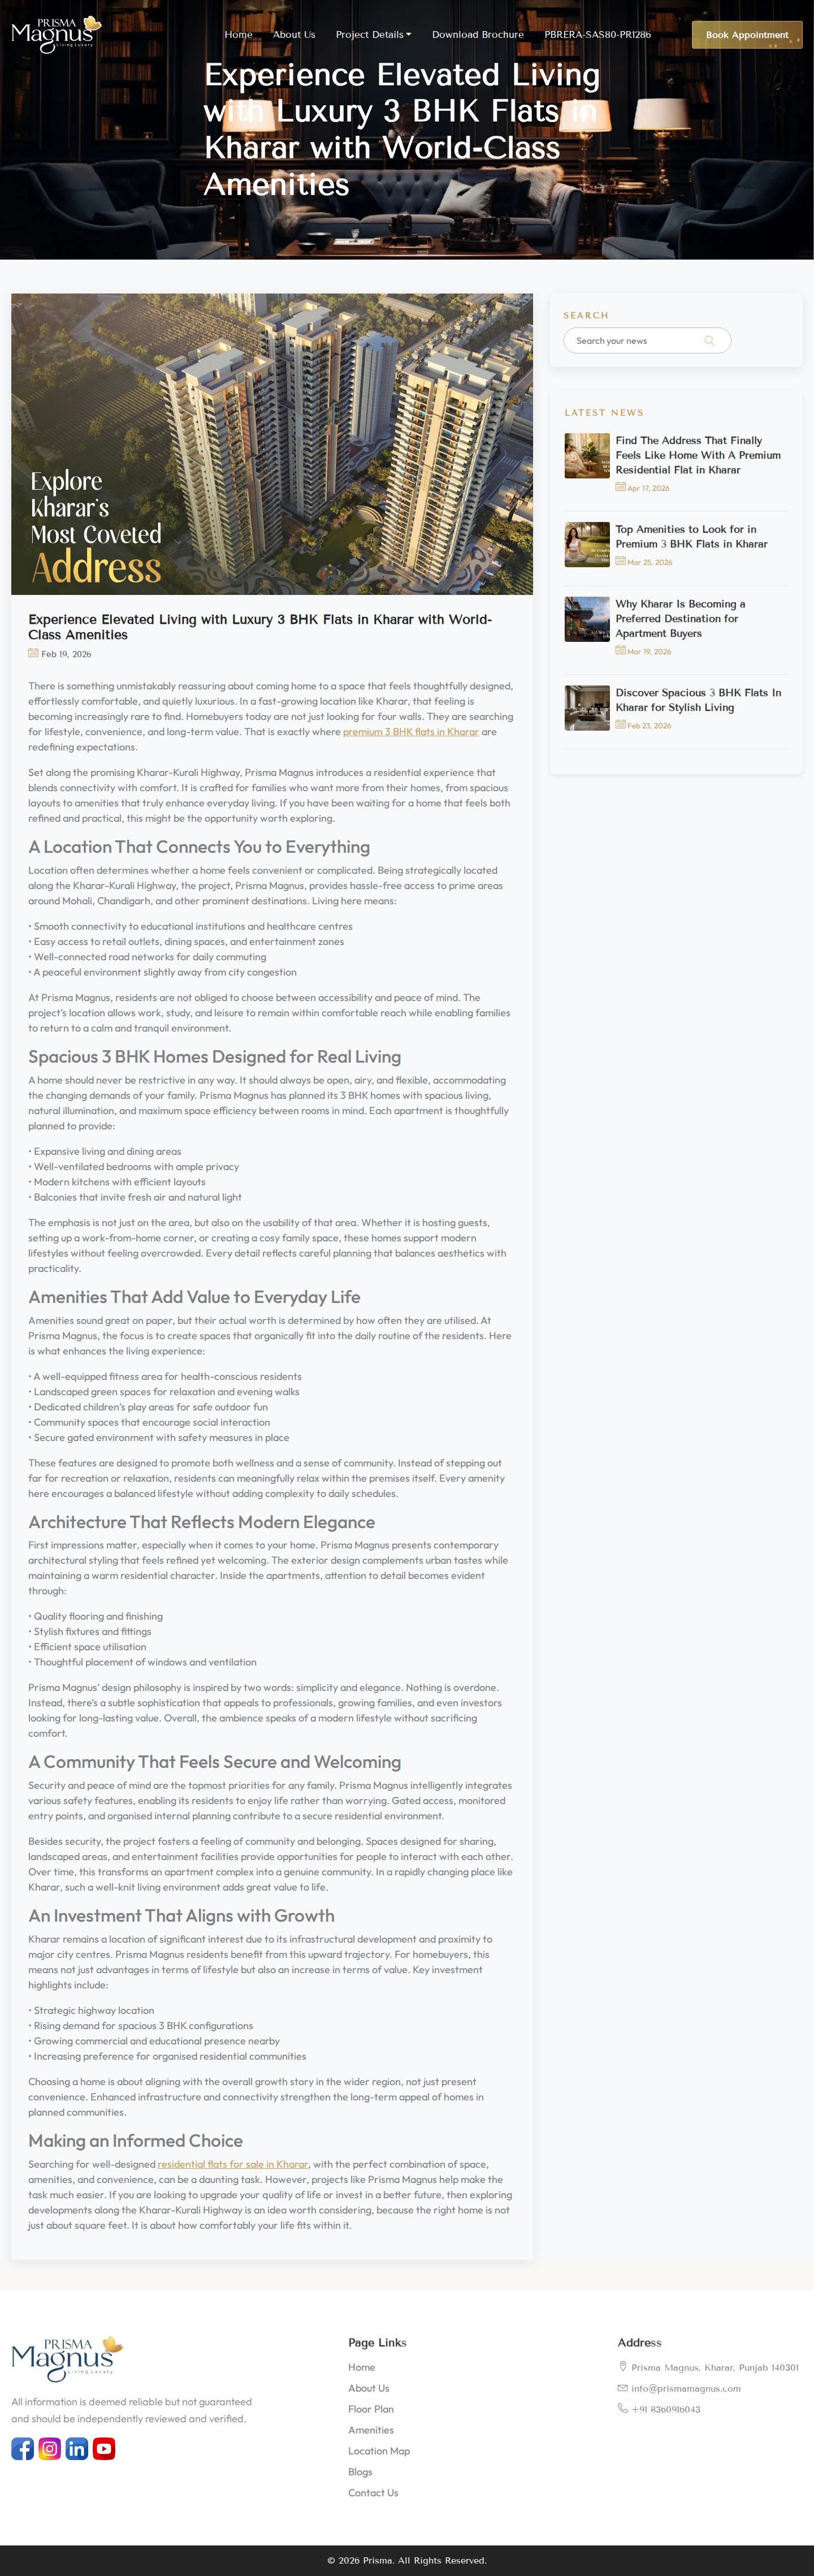 PRISMA
Magnus
Living Luxury
Home
About Us
Project Details
Download Brochure
PBRERA-SAS80-PR1286
Book Appointment
Experience Elevated Living
with Luxury 3 BHK Flats in
Kharar with World-Class
Amenities
Explore
Kharar's
Most Coveted
Address
Experience Elevated Living with Luxury 3 BHK Flats in Kharar with World-
Class Amenities
Feb 19, 2026
There is something unmistakably reassuring about coming home to a space that feels thoughtfully designed,
effortlessly comfortable, and quietly luxurious. In a fast-growing location like Kharar, that feeling is
becoming increasingly rare to find. Homebuyers today are not just looking for four walls. They are searching
for lifestyle, convenience, and long-term value. That is exactly where premium 3 BHK flats in Kharar are
redefining expectations.
Set along the promising Kharar-Kurali Highway, Prisma Magnus introduces a residential experience that
blends connectivity with comfort. It is crafted for families who want more from their homes, from spacious
layouts to amenities that truly enhance everyday living. If you have been waiting for a home that feels both
refined and practical, this might be the opportunity worth exploring.
A Location That Connects You to Everything
Location often determines whether a home feels convenient or complicated. Being strategically located
along the Kharar-Kurali Highway, the project, Prisma Magnus, provides hassle-free access to prime areas
around Mohali, Chandigarh, and other prominent destinations. Living here means:
• Smooth connectivity to educational institutions and healthcare centres
• Easy access to retail outlets, dining spaces, and entertainment zones
• Well-connected road networks for daily commuting
• A peaceful environment slightly away from city congestion
At Prisma Magnus, residents are not obliged to choose between accessibility and peace of mind. The
project's location allows work, study, and leisure to remain within comfortable reach while enabling families
to return to a calm and tranquil environment.
Spacious 3 BHK Homes Designed for Real Living
A home should never be restrictive in any way. It should always be open, airy, and flexible, accommodating
the changing demands of your family. Prisma Magnus has planned its 3 BHK homes with spacious living,
natural illumination, and maximum space efficiency between rooms in mind. Each apartment is thoughtfully
planned to provide:
• Expansive living and dining areas
• Well-ventilated bedrooms with ample privacy
• Modern kitchens with efficient layouts
• Balconies that invite fresh air and natural light
The emphasis is not just on the area, but also on the usability of that area. Whether it is hosting guests,
setting up a work-from-home corner, or creating a cosy family space, these homes support modern
lifestyles without feeling overcrowded. Every detail reflects careful planning that balances aesthetics with
practicality.
Amenities That Add Value to Everyday Life
Amenities sound great on paper, but their actual worth is determined by how often they are utilised. At
Prisma Magnus, the focus is to create spaces that organically fit into the daily routine of the residents. Here
is what enhances the living experience:
• A well-equipped fitness area for health-conscious residents
• Landscaped green spaces for relaxation and evening walks
• Dedicated children's play areas for safe outdoor fun
• Community spaces that encourage social interaction
• Secure gated environment with safety measures in place
These features are designed to promote both wellness and a sense of community. Instead of stepping out
far for recreation or relaxation, residents can meaningfully relax within the premises itself. Every amenity
here encourages a balanced lifestyle without adding complexity to daily schedules.
Architecture That Reflects Modern Elegance
First impressions matter, especially when it comes to your home. Prisma Magnus presents contemporary
architectural styling that feels refined yet welcoming. The exterior design complements urban tastes while
maintaining a warm residential character. Inside the apartments, attention to detail becomes evident
through:
• Quality flooring and finishing
• Stylish fixtures and fittings
• Efficient space utilisation
• Thoughtful placement of windows and ventilation
Prisma Magnus' design philosophy is inspired by two words: simplicity and elegance. Nothing is overdone.
Instead, there's a subtle sophistication that appeals to professionals, growing families, and even investors
looking for long-lasting value. Overall, the ambience speaks of a modern lifestyle without sacrificing
comfort.
A Community That Feels Secure and Welcoming
Security and peace of mind are the topmost priorities for any family. Prisma Magnus intelligently integrates
various safety features, enabling its residents to enjoy life rather than worrying. Gated access, monitored
entry points, and organised internal planning contribute to a secure residential environment.
Besides security, the project fosters a feeling of community and belonging. Spaces designed for sharing,
landscaped areas, and entertainment facilities provide opportunities for people to interact with each other.
Over time, this transforms an apartment complex into a genuine community. In a rapidly changing place like
Kharar, such a well-knit living environment adds great value to life.
An Investment That Aligns with Growth
Kharar remains a location of significant interest due to its infrastructural development and proximity to
major city centres. Prisma Magnus residents benefit from this upward trajectory. For homebuyers, this
means not just advantages in terms of lifestyle but also an increase in terms of value. Key investment
highlights include:
• Strategic highway location
• Rising demand for spacious 3 BHK configurations
• Growing commercial and educational presence nearby
• Increasing preference for organised residential communities
Choosing a home is about aligning with the overall growth story in the wider region, not just present
convenience. Enhanced infrastructure and connectivity strengthen the long-term appeal of homes in
planned communities.
Making an Informed Choice
Searching for well-designed residential flats for sale in Kharar, with the perfect combination of space,
amenities, and convenience, can be a daunting task. However, projects like Prisma Magnus help make the
task much easier. If you are looking to upgrade your quality of life or invest in a better future, then exploring
developments along the Kharar-Kurali Highway is an idea worth considering, because the right home is not
just about square feet. It is about how comfortably your life fits within it.
SEARCH
Search your news
LATEST NEWS
Find The Address That Finally
Feels Like Home With A Premium
Residential Flat in Kharar
Apr 17, 2026
Top Amenities to Look for in
Premium 3 BHK Flats in Kharar
Mar 25, 2026
Why Kharar Is Becoming a
Preferred Destination for
Apartment Buyers
Mar 19, 2026
Discover Spacious 3 BHK Flats In
Kharar for Stylish Living
Feb 23, 2026
PRISMA
Magnus
Living Luxury
All information is deemed reliable but not guaranteed
and should be independently reviewed and verified.
Page Links
Home
About Us
Floor Plan
Amenities
Location Map
Blogs
Contact Us
Address
Prisma Magnus, Kharar, Punjab 140301
info@prismamagnus.com
+91 8360916043
© 2026 Prisma. All Rights Reserved.